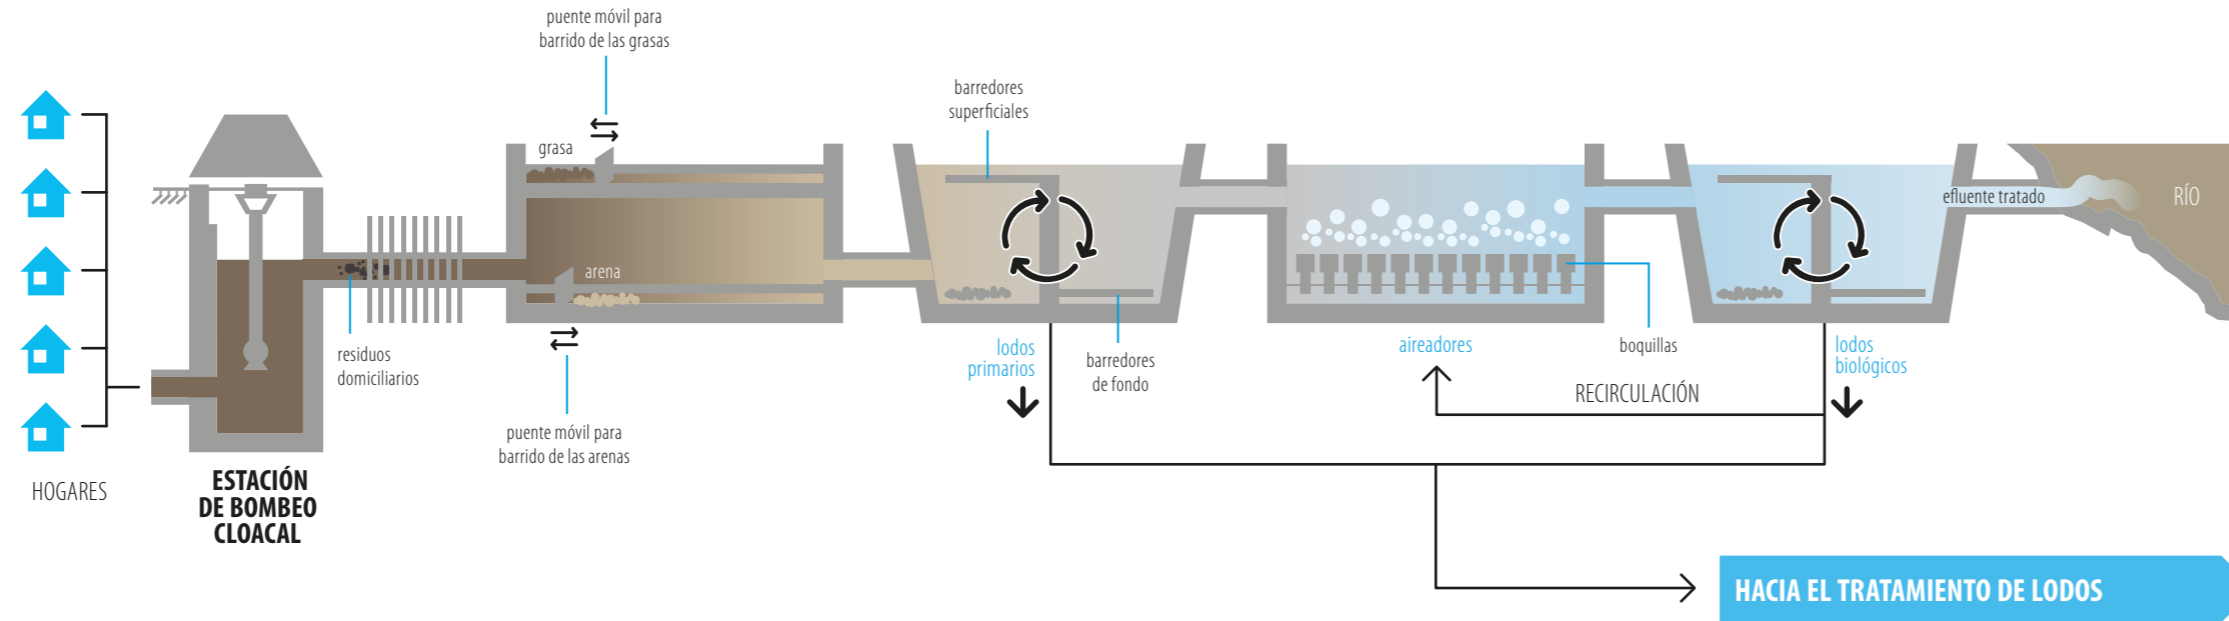 puente móvil para
barrido de las grasas
grasa
barredores
superficiales
arena
efluente tratado
RÍO
residuos
domiciliarios
lodos
primarios
barredores
de fondo
aireadores
boquillas
lodos
biológicos
RECIRCULACIÓN
puente móvil para
barrido de las arenas
HOGARES
ESTACIÓN
DE BOMBEO
CLOACAL
HACIA EL TRATAMIENTO DE LODOS